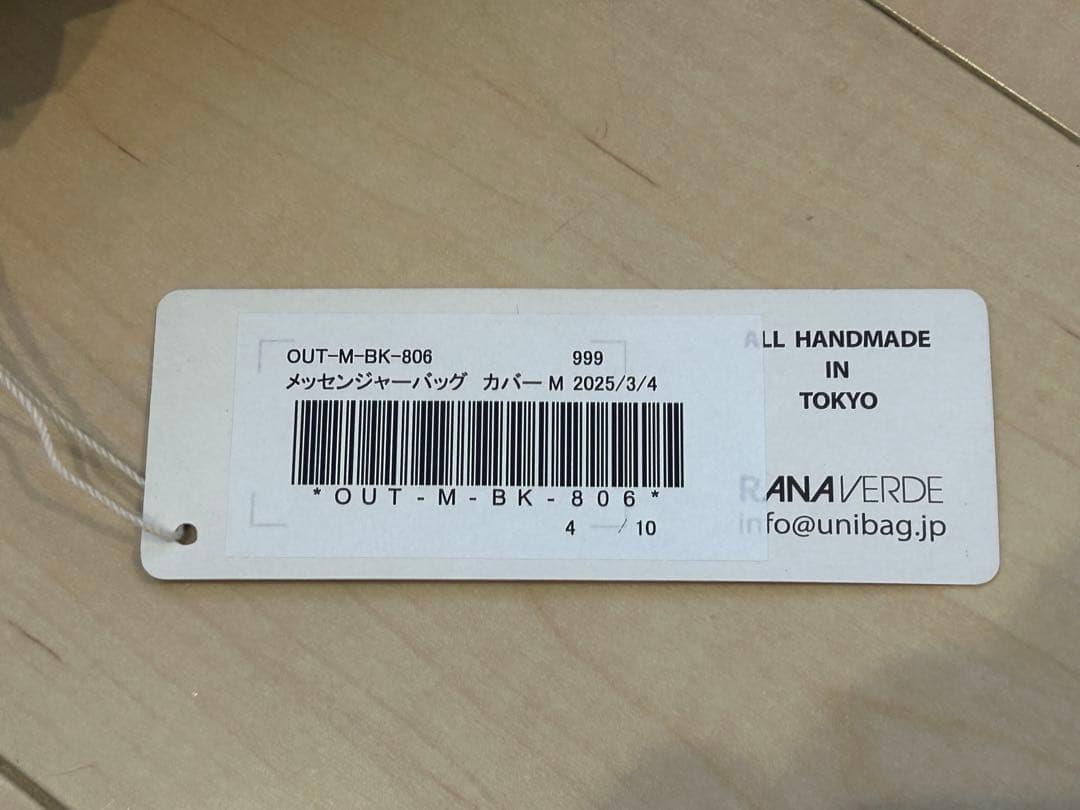 OUT-M-BK-806 999
メッセンジャーバッグ カバー M 2025/3/4
*OUT-M-BK-806*
4 / 10
ALL HANDMADE
IN
TOKYO
RANAVERDE
info@unibag.jp